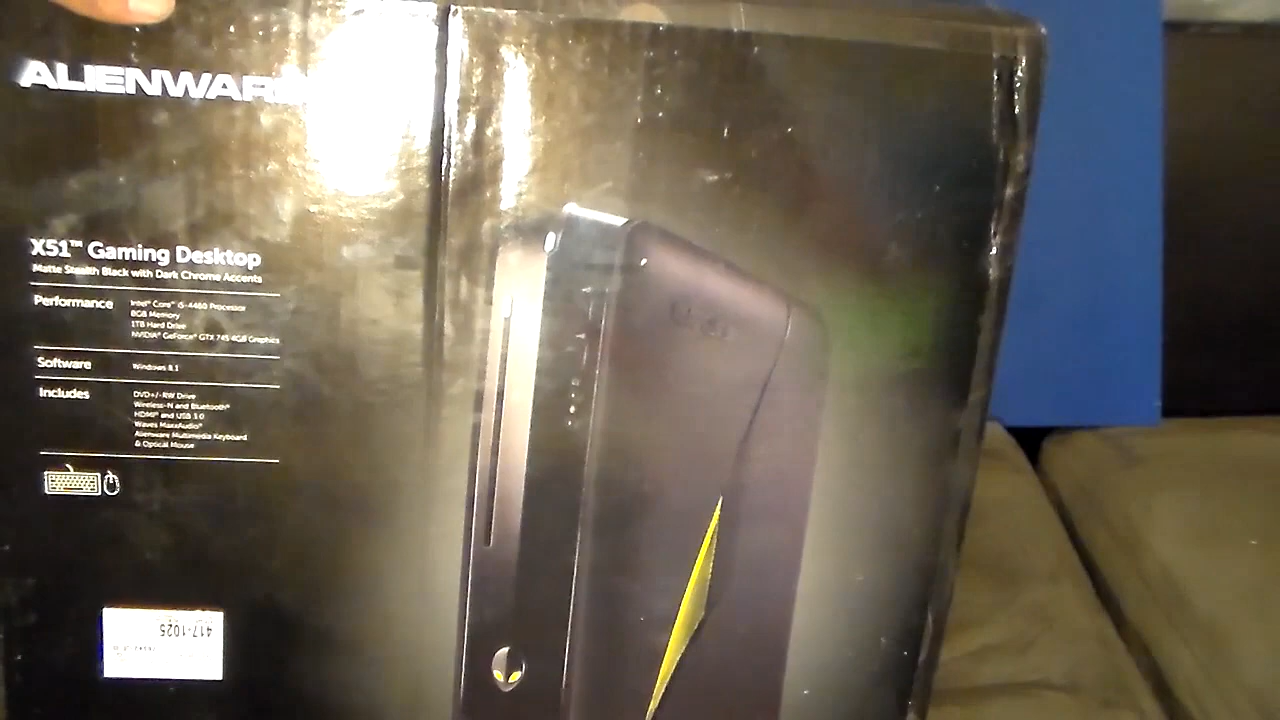 ALIENWARE
X51™ Gaming Desktop
Matte Stealth Black with Dark Chrome Accents
Performance
Intel® Core™ i5-4460 Processor
8GB Memory
1TB Hard Drive
NVIDIA® GeForce® GTX 745 4GB Graphics
Software
Windows 8.1
Includes
DVD+/-RW Drive
Wireless-N and Bluetooth®
HDMI® and USB 3.0
Waves MaxxAudio®
Alienware Multimedia Keyboard
& Optical Mouse
417-1025